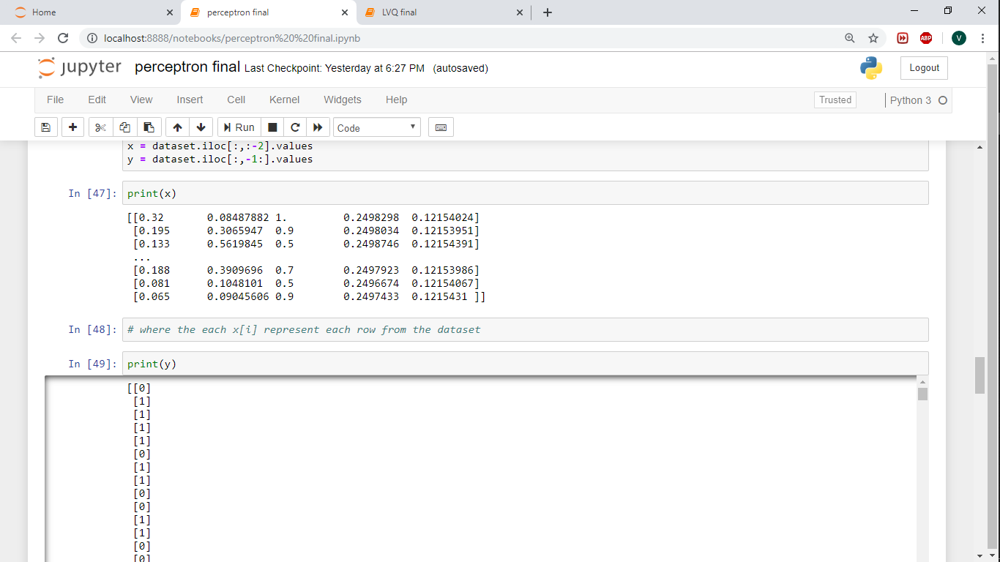 Home
perceptron final
LVQ final
localhost:8888/notebooks/perceptron%20%20final.ipynb
ABP
V
jupyter perceptron final Last Checkpoint: Yesterday at 6:27 PM (autosaved)
Logout
File Edit View Insert Cell Kernel Widgets Help
Trusted
Python 3
Run
Code
x = dataset.iloc[:,:-2].values
y = dataset.iloc[:,-1:].values
In [47]: print(x)
[[0.32       0.08487882 1.         0.2498298  0.12154024]
 [0.195      0.3065947  0.9        0.2498034  0.12153951]
 [0.133      0.5619845  0.5        0.2498746  0.12154391]
 ...
 [0.188      0.3909696  0.7        0.2497923  0.12153986]
 [0.081      0.1048101  0.5        0.2496674  0.12154067]
 [0.065      0.09045606 0.9        0.2497433  0.1215431 ]]
In [48]: # where the each x[i] represent each row from the dataset
In [49]: print(y)
[[0]
 [1]
 [1]
 [1]
 [1]
 [0]
 [1]
 [1]
 [0]
 [0]
 [1]
 [1]
 [0]
 [0]